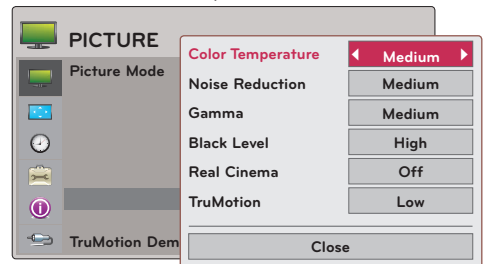 PICTURE
Picture Mode
Color Temperature Medium
Noise Reduction Medium
Gamma Medium
Black Level High
Real Cinema Off
TruMotion Low
Close
TruMotion Dem